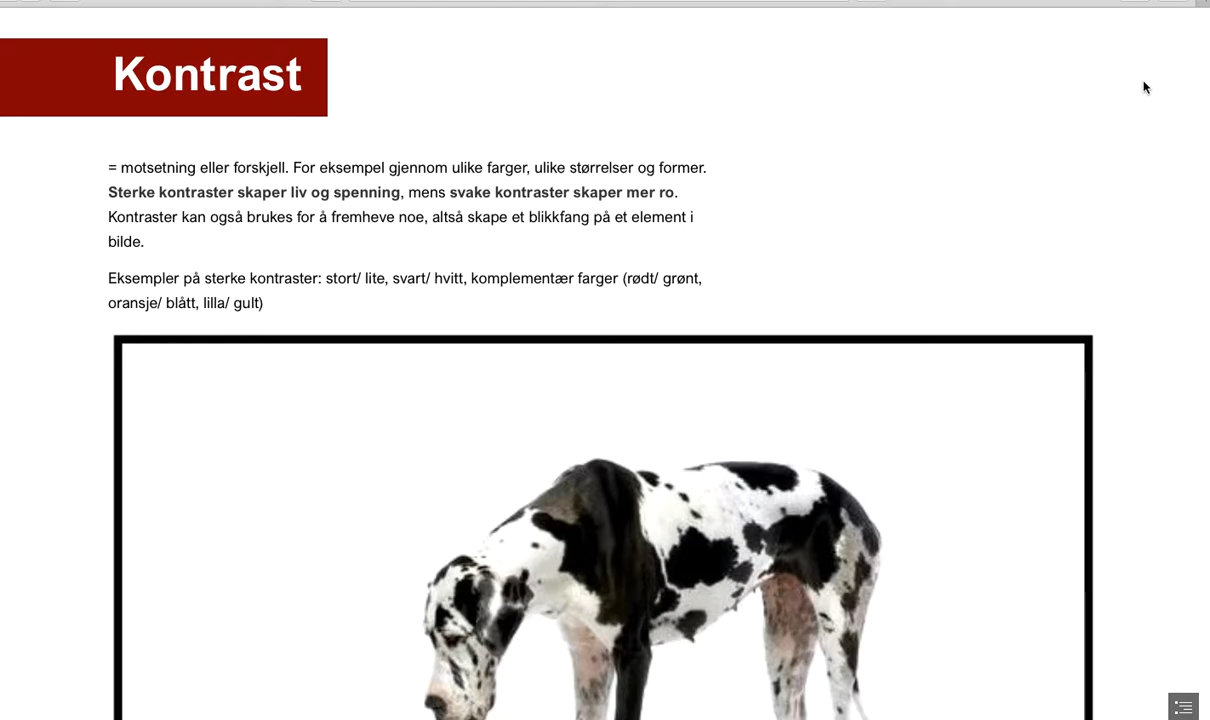 Kontrast
= motsetning eller forskjell. For eksempel gjennom ulike farger, ulike størrelser og former.
Sterke kontraster skaper liv og spenning, mens svake kontraster skaper mer ro.
Kontraster kan også brukes for å fremheve noe, altså skape et blikkfang på et element i
bilde.
Eksempler på sterke kontraster: stort/ lite, svart/ hvitt, komplementær farger (rødt/ grønt,
oransje/ blått, lilla/ gult)